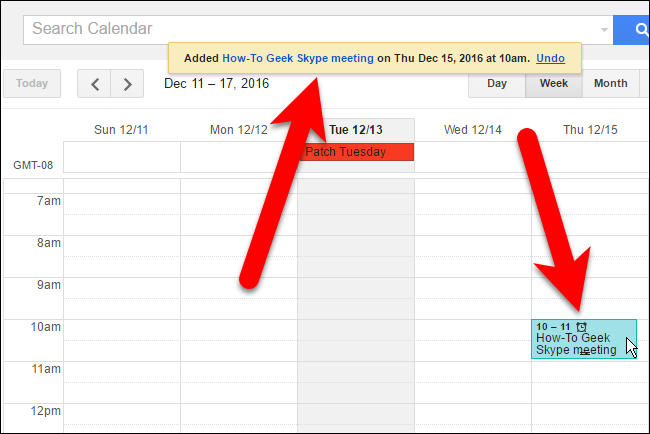 Search Calendar
Added How-To Geek Skype meeting on Thu Dec 15, 2016 at 10am. Undo
Today
Dec 11 – 17, 2016
Day
Week
Month
Sun 12/11
Mon 12/12
Tue 12/13
Wed 12/14
Thu 12/15
GMT-08
Patch Tuesday
7am
8am
9am
10am
10 – 11
How-To Geek
Skype meeting
11am
12pm